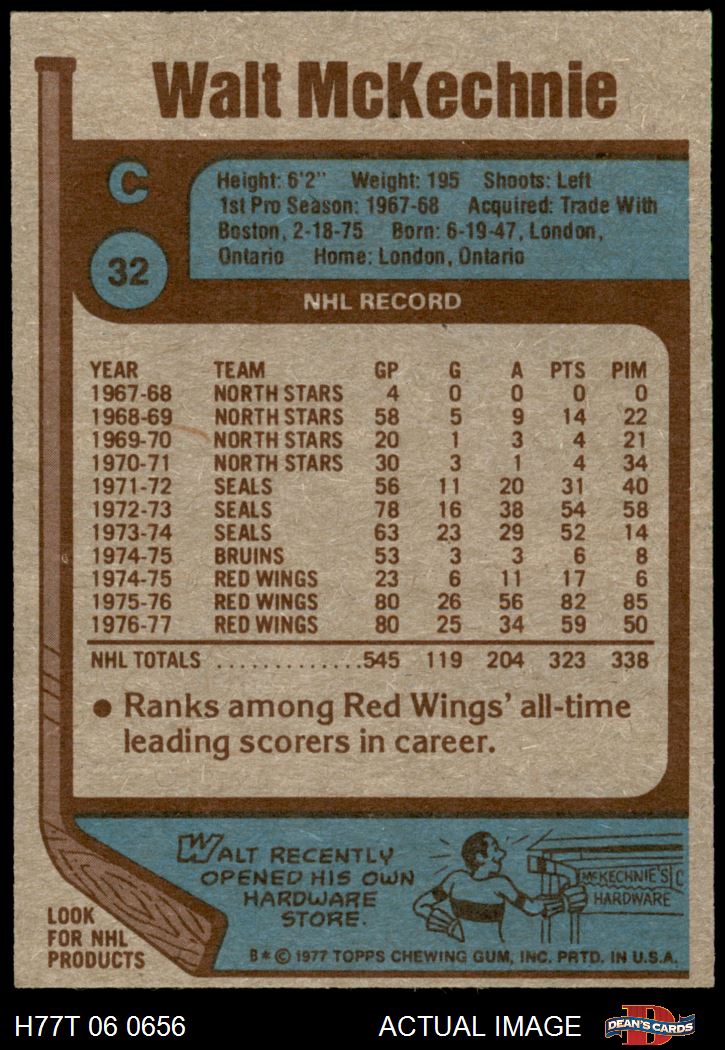 Walt McKechnie
C
32
Height: 6'2" Weight: 195 Shoots: Left
1st Pro Season: 1967-68 Acquired: Trade With
Boston, 2-18-75 Born: 6-19-47, London,
Ontario Home: London, Ontario
NHL RECORD
YEAR TEAM GP G A PTS PIM
1967-68 NORTH STARS 4 0 0 0 0
1968-69 NORTH STARS 58 5 9 14 22
1969-70 NORTH STARS 20 1 3 4 21
1970-71 NORTH STARS 30 3 1 4 34
1971-72 SEALS 56 11 20 31 40
1972-73 SEALS 78 16 38 54 58
1973-74 SEALS 63 23 29 52 14
1974-75 BRUINS 53 3 3 6 8
1974-75 RED WINGS 23 6 11 17 6
1975-76 RED WINGS 80 26 56 82 85
1976-77 RED WINGS 80 25 34 59 50
NHL TOTALS .............545 119 204 323 338
● Ranks among Red Wings' all-time
leading scorers in career.
WALT RECENTLY
OPENED HIS OWN
HARDWARE
STORE.
McKECHNIE'S C
HARDWARE
LOOK
FOR NHL
PRODUCTS
B*© 1977 TOPPS CHEWING GUM, INC. PRTD. IN U.S.A.
H77T 06 0656 ACTUAL IMAGE
D
DEAN'S CARDS